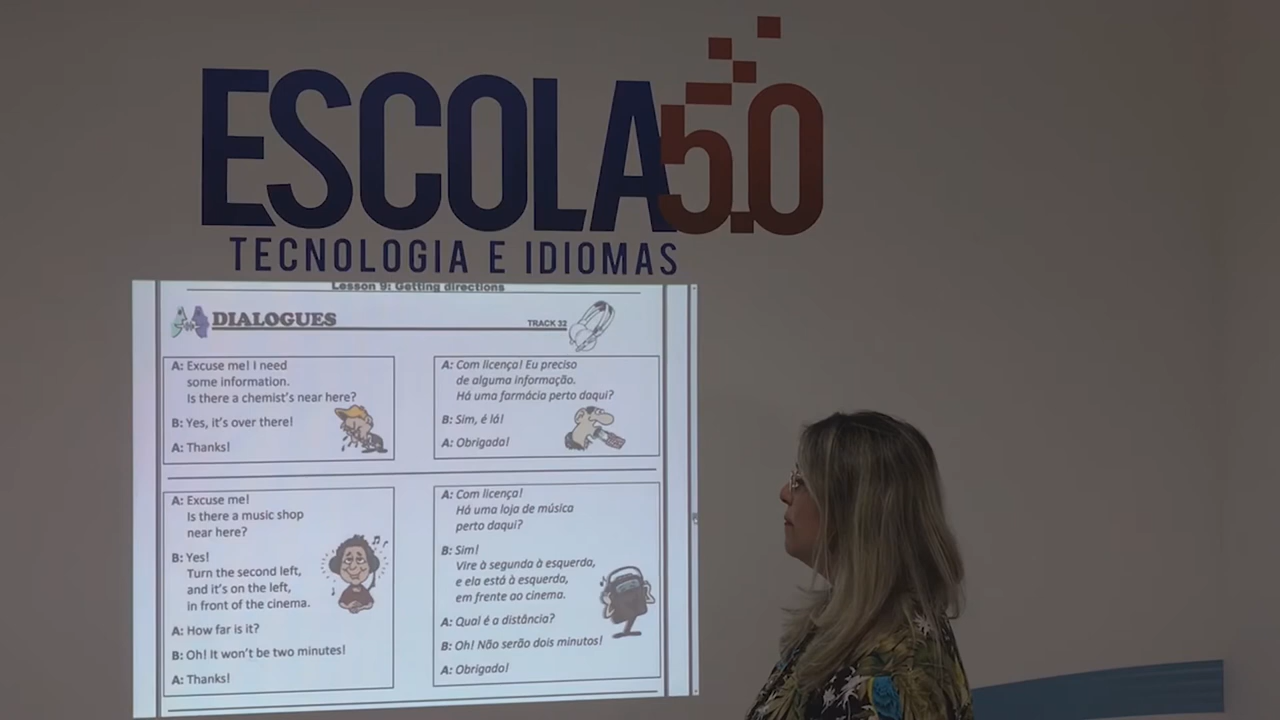 ESCOLA 5.0
TECNOLOGIA E IDIOMAS
Lesson 9: Getting directions
DIALOGUES
TRACK 32
A: Excuse me! I need
some information.
Is there a chemist's near here?
B: Yes, it's over there!
A: Thanks!
A: Com licença! Eu preciso
de alguma informação.
Há uma farmácia perto daqui?
B: Sim, é lá!
A: Obrigada!
A: Excuse me!
Is there a music shop
near here?
B: Yes!
Turn the second left,
and it's on the left,
in front of the cinema.
A: How far is it?
B: Oh! It won't be two minutes!
A: Thanks!
A: Com licença!
Há uma loja de música
perto daqui?
B: Sim!
Vire à segunda à esquerda,
e ela está à esquerda,
em frente ao cinema.
A: Qual é a distância?
B: Oh! Não serão dois minutos!
A: Obrigada!